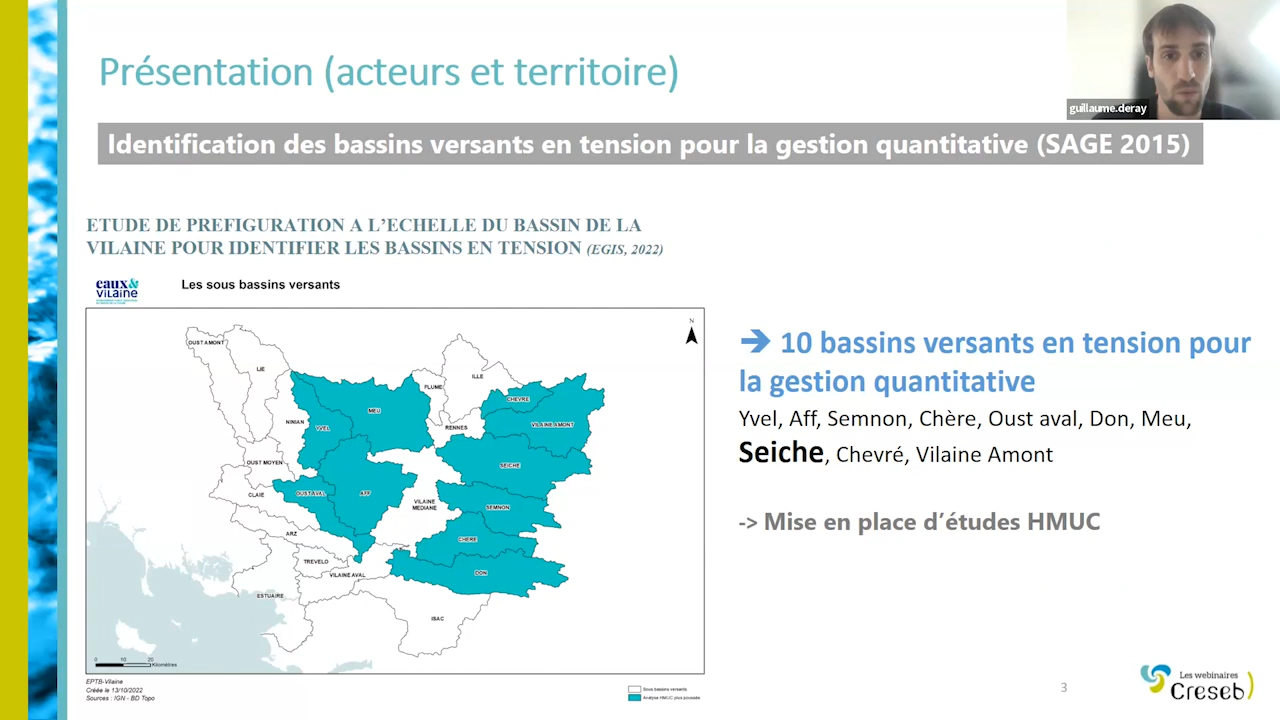 Présentation (acteurs et territoire)
guillaume.deray
Identification des bassins versants en tension pour la gestion quantitative (SAGE 2015)
ETUDE DE PREFIGURATION A L’ECHELLE DU BASSIN DE LA
VILAINE POUR IDENTIFIER LES BASSINS EN TENSION (EGIS, 2022)
eaux&
vilaine
Les sous bassins versants
N
OUST AMONT
LIE
ILLE
FLUME
CHEVRE
MEU
NINIAN
YVEL
RENNES
VILAINE AMONT
OUST MOYEN
SEICHE
CLAIE
OUST AVAL
AFF
VILAINE
MEDIANE
SEMNON
ARZ
CHERE
TREVELO
VILAINE AVAL
DON
ESTUAIRE
ISAC
0 10 20
Kilomètres
EPTB-Vilaine
Créée le 13/10/2022
Sources : IGN - BD Topo
Sous bassins versants
Analyse HMUC plus poussée
➔ 10 bassins versants en tension pour
la gestion quantitative
Yvel, Aff, Semnon, Chère, Oust aval, Don, Meu,
Seiche, Chevré, Vilaine Amont
-> Mise en place d’études HMUC
3
Les webinaires
Creseb